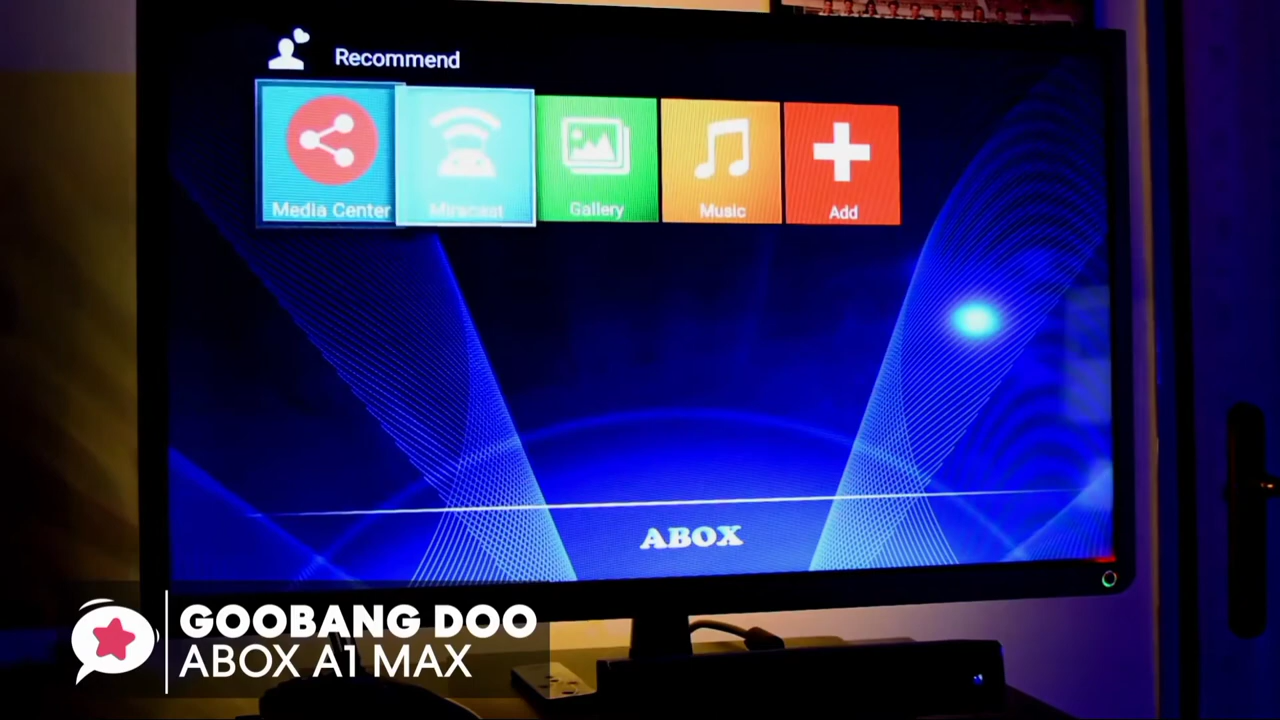 Recommend
Media Center
Miracast
Gallery
Music
Add
ABOX
GOOBANG DOO
ABOX A1 MAX